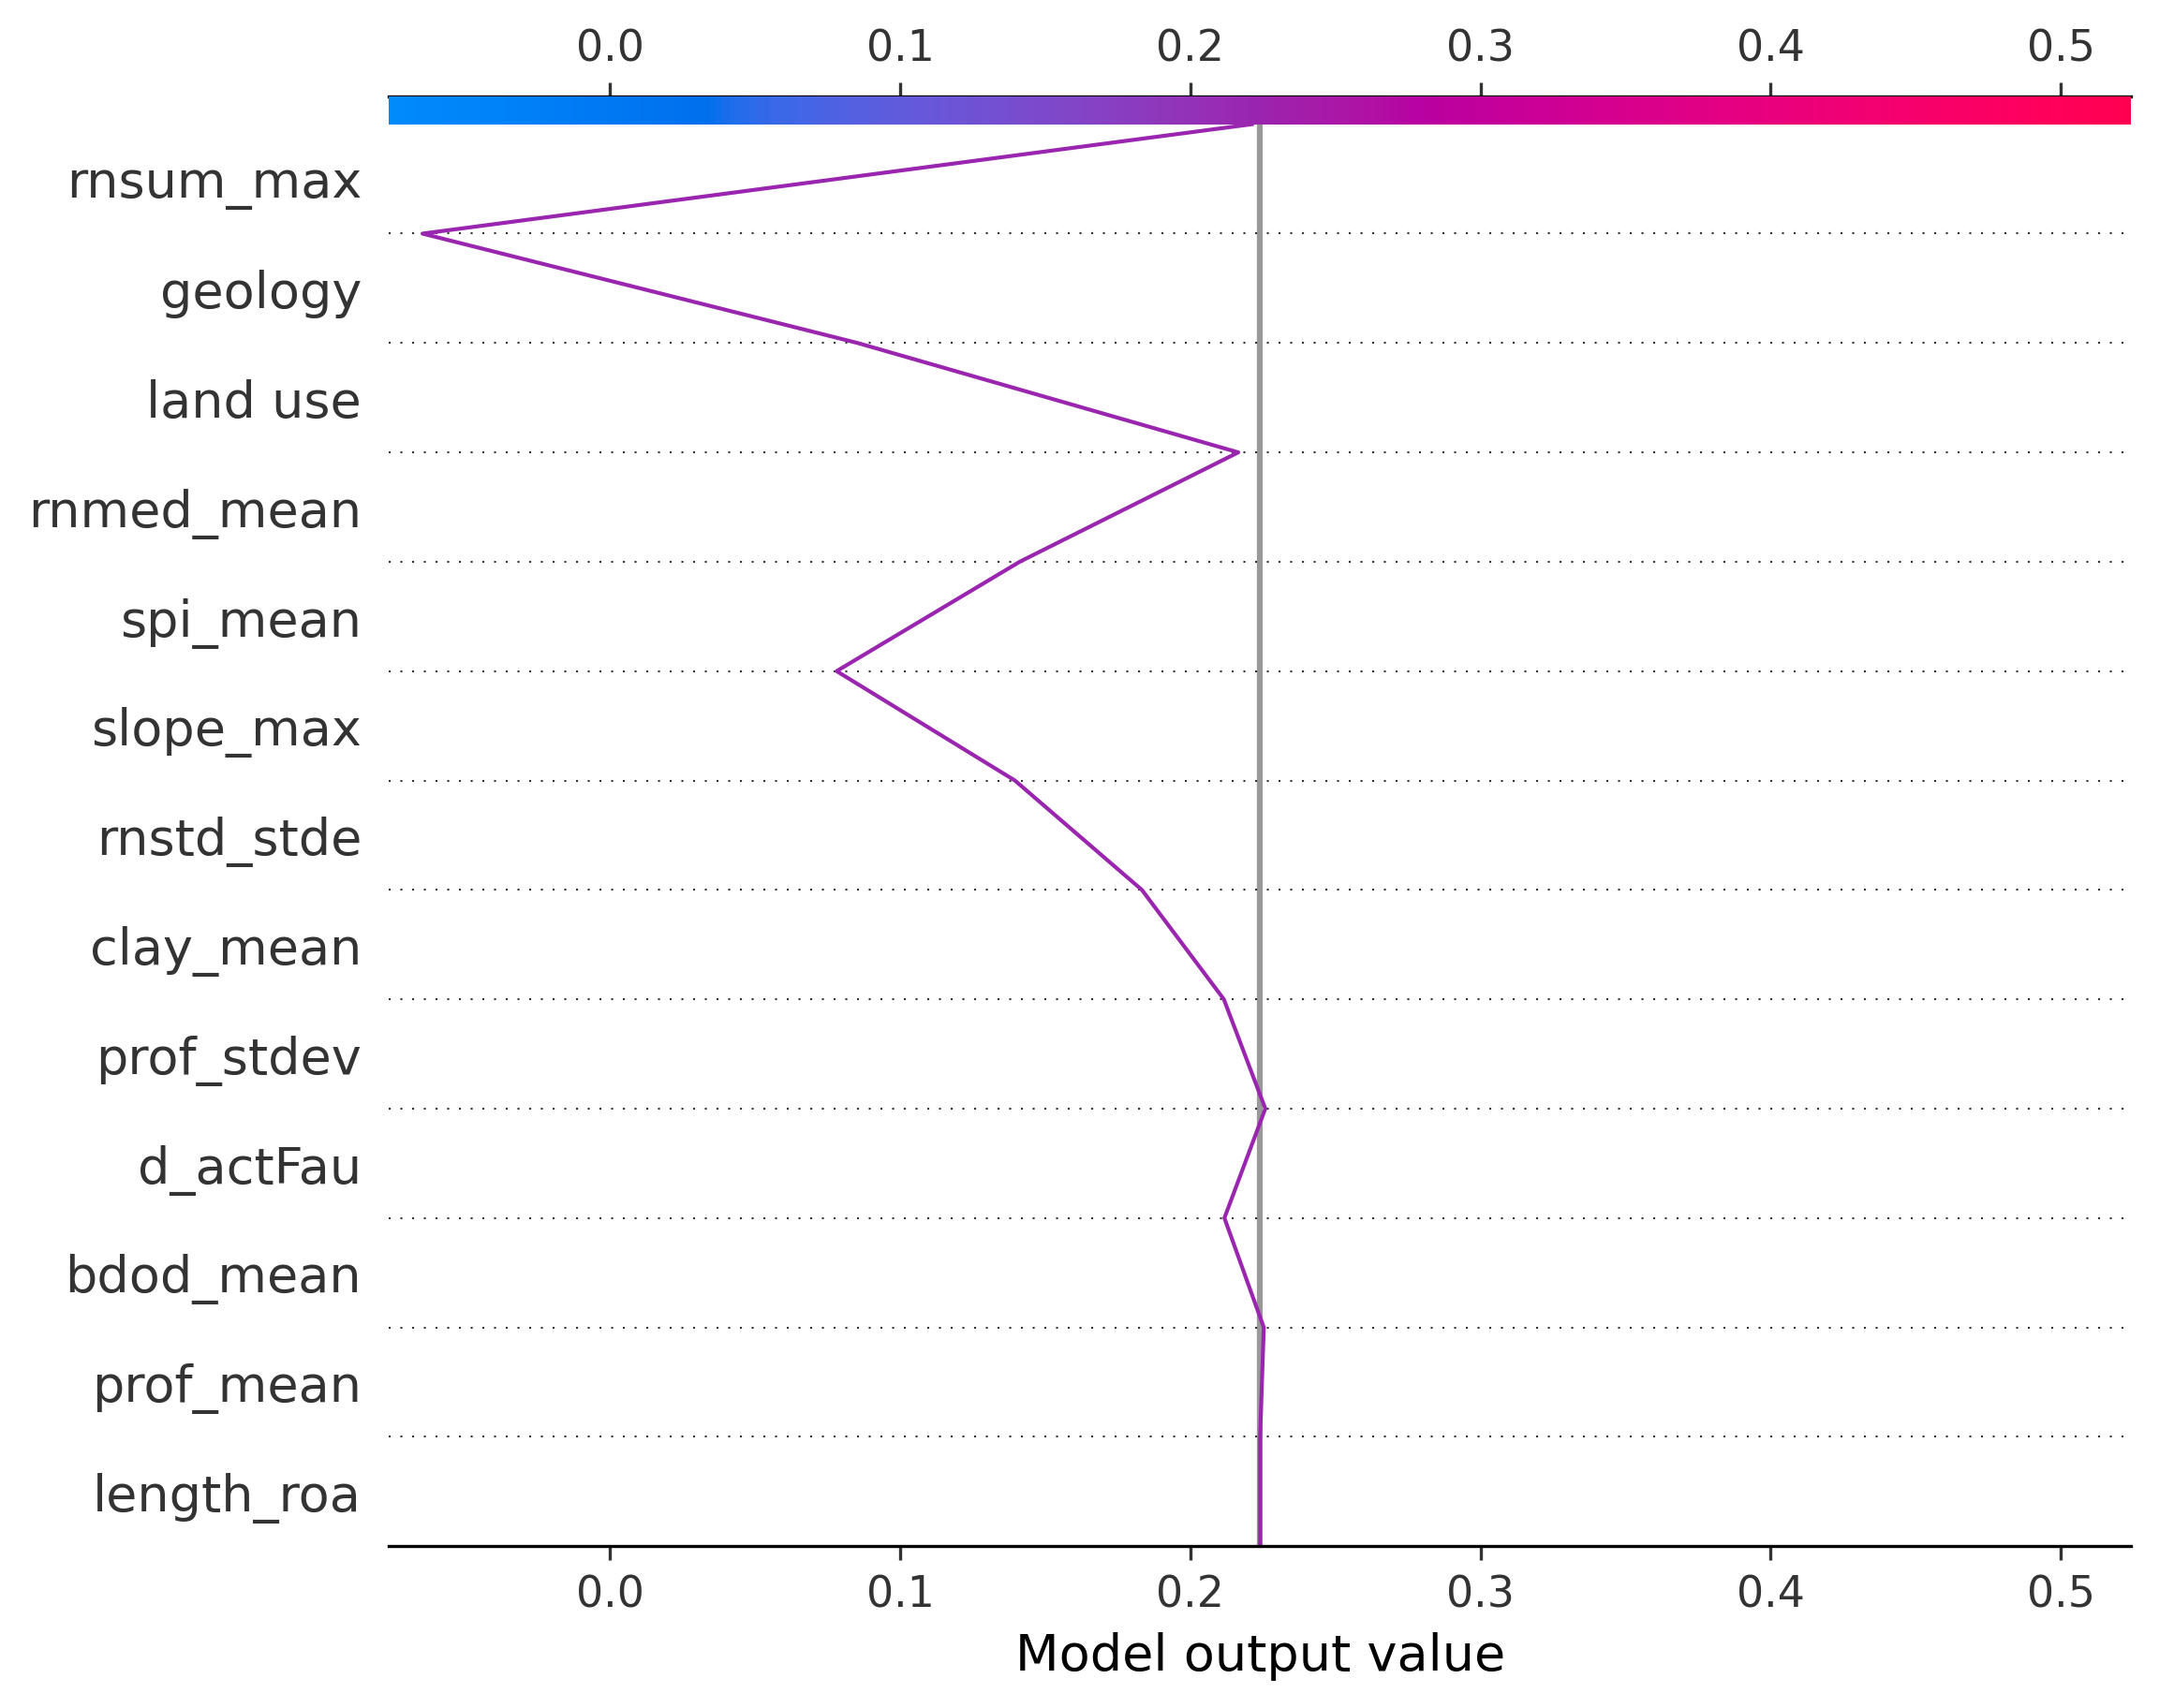 0.0 0.1 0.2 0.3 0.4 0.5
rnsum_max
geology
land use
rnmed_mean
spi_mean
slope_max
rnstd_stde
clay_mean
prof_stdev
d_actFau
bdod_mean
prof_mean
length_roa
0.0 0.1 0.2 0.3 0.4 0.5
Model output value